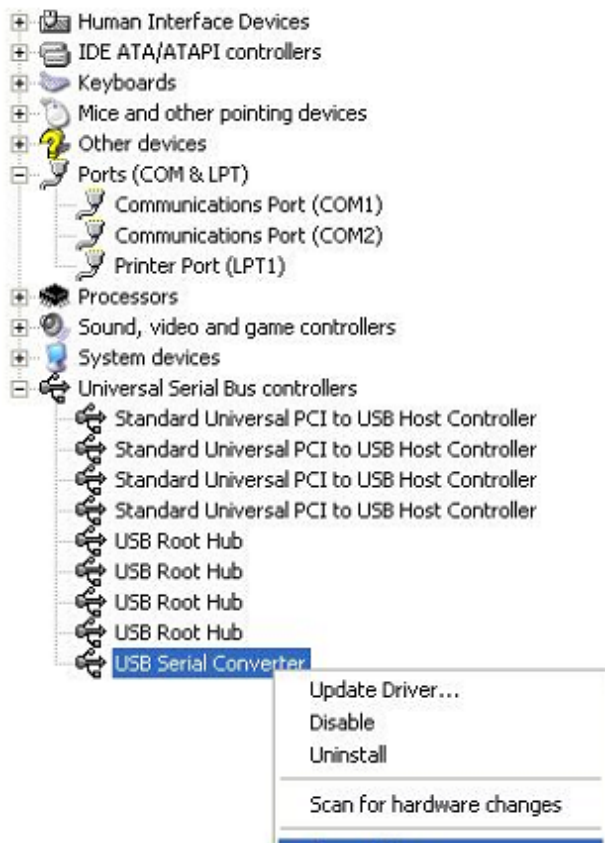 Human Interface Devices
IDE ATA/ATAPI controllers
Keyboards
Mice and other pointing devices
Other devices
Ports (COM & LPT)
Communications Port (COM1)
Communications Port (COM2)
Printer Port (LPT1)
Processors
Sound, video and game controllers
System devices
Universal Serial Bus controllers
Standard Universal PCI to USB Host Controller
Standard Universal PCI to USB Host Controller
Standard Universal PCI to USB Host Controller
Standard Universal PCI to USB Host Controller
USB Root Hub
USB Root Hub
USB Root Hub
USB Root Hub
USB Serial Converter
Update Driver...
Disable
Uninstall
Scan for hardware changes